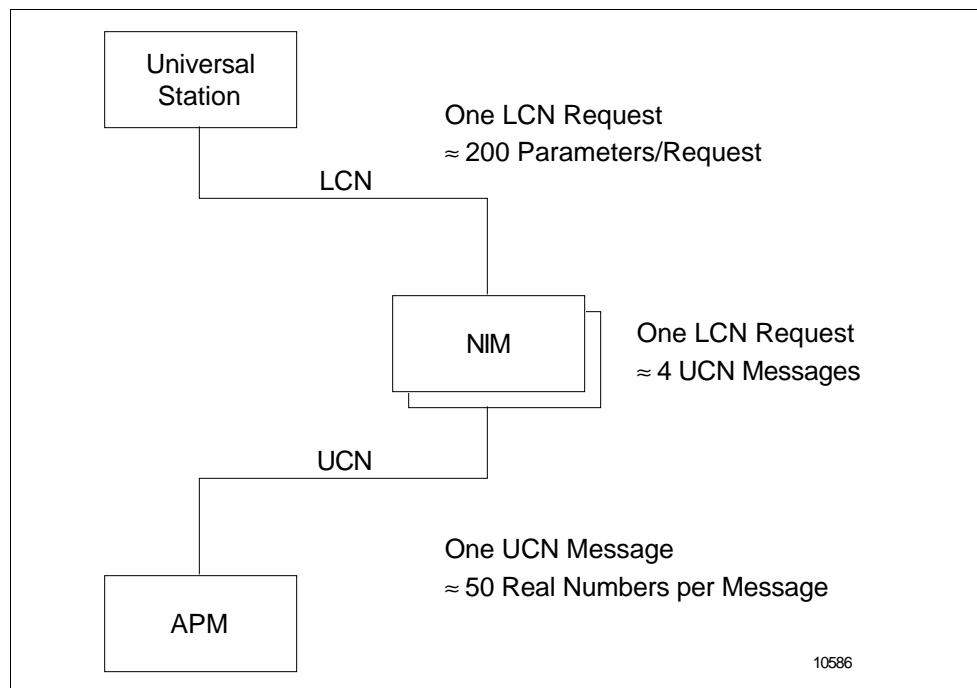 Universal
Station
One LCN Request
≈ 200 Parameters/Request
LCN
NIM
One LCN Request
≈ 4 UCN Messages
UCN
One UCN Message
≈ 50 Real Numbers per Message
APM
10586